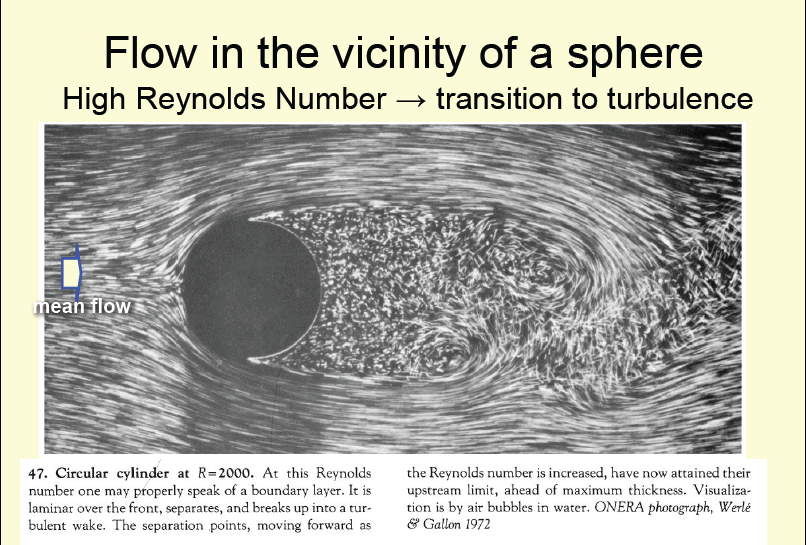 Flow in the vicinity of a sphere
High Reynolds Number → transition to turbulence
mean flow
47. Circular cylinder at R=2000. At this Reynolds
number one may properly speak of a boundary layer. It is
laminar over the front, separates, and breaks up into a tur-
bulent wake. The separation points, moving forward as
the Reynolds number is increased, have now attained their
upstream limit, ahead of maximum thickness. Visualiza-
tion is by air bubbles in water. ONERA photograph, Werlé
& Gallon 1972